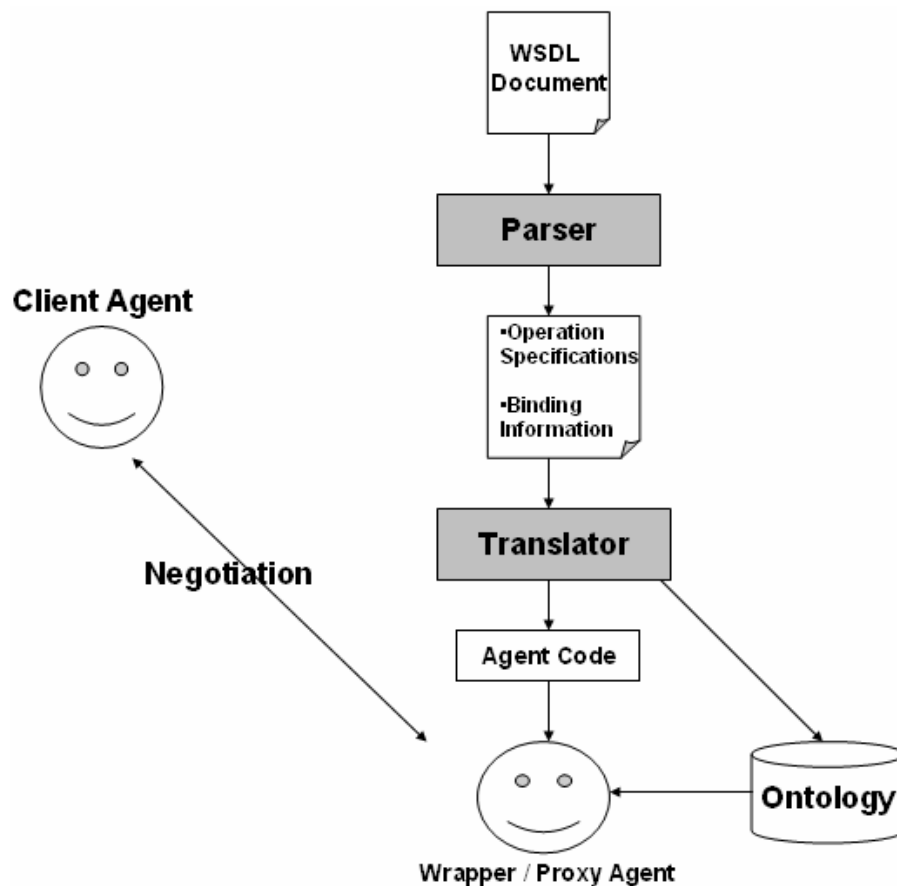 WSDL
Document
Parser
Client Agent
▪Operation
Specifications
▪Binding
Information
Translator
Negotiation
Agent Code
Ontology
Wrapper / Proxy Agent